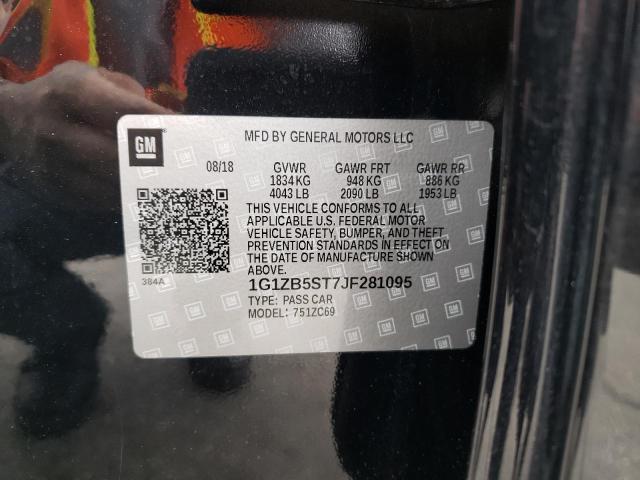 GM
MFD BY GENERAL MOTORS LLC
08/18 GVWR GAWR FRT GAWR RR
1834 KG 948 KG 886 KG
4043 LB 2090 LB 1953 LB
THIS VEHICLE CONFORMS TO ALL
APPLICABLE U.S. FEDERAL MOTOR
VEHICLE SAFETY, BUMPER, AND THEFT
PREVENTION STANDARDS IN EFFECT ON
THE DATE OF MANUFACTURE SHOWN
ABOVE.
384A
1G1ZB5ST7JF281095
TYPE: PASS CAR
MODEL: 751ZC69